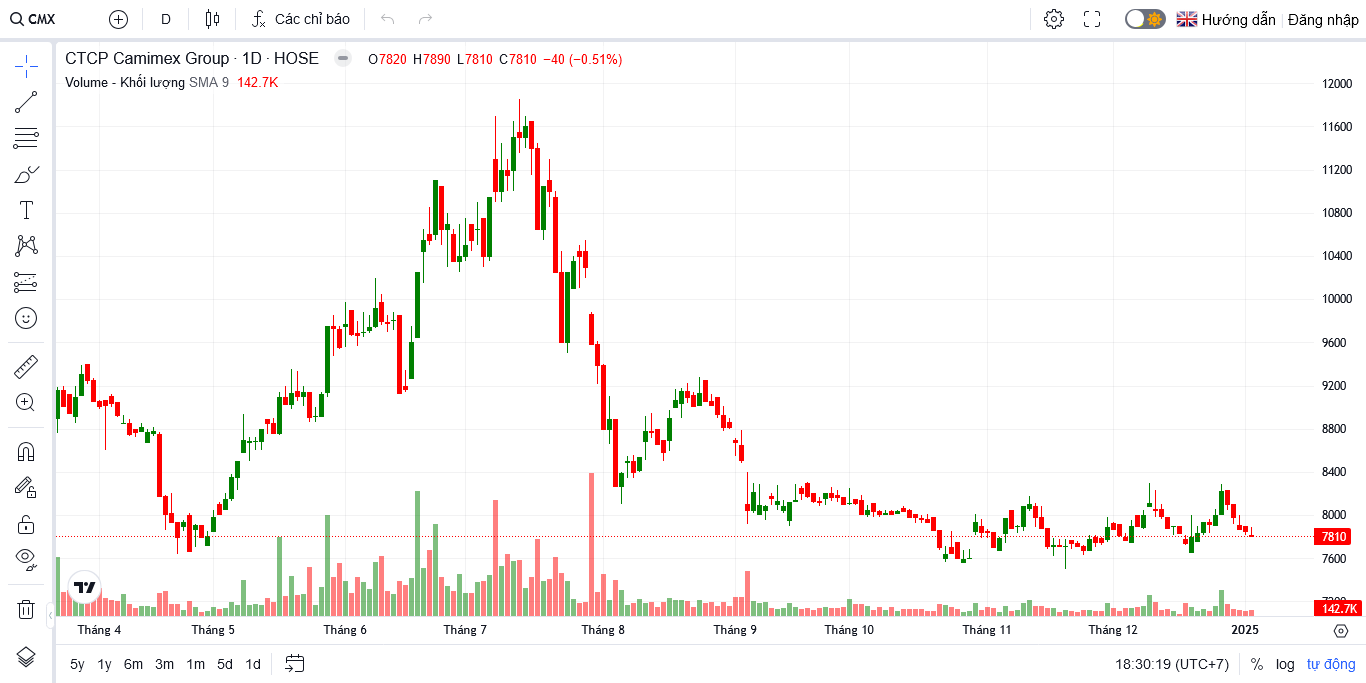 CMX D Các chỉ báo Hướng dẫn Đăng nhập
CTCP Camimex Group · 1D · HOSE O7820 H7890 L7810 C7810 −40 (−0.51%)
Volume - Khối lượng SMA 9 142.7K
12000
11600
11200
10800
10400
10000
9600
9200
8800
8400
8000
7810
7600
7200
142.7K
Tháng 4 Tháng 5 Tháng 6 Tháng 7 Tháng 8 Tháng 9 Tháng 10 Tháng 11 Tháng 12 2025
5y 1y 6m 3m 1m 5d 1d 18:30:19 (UTC+7) % log tự động